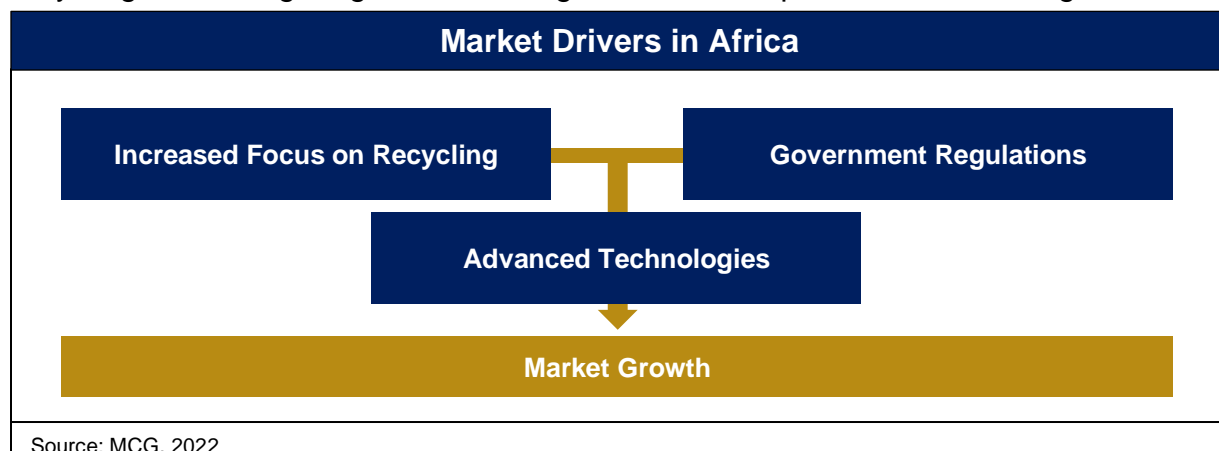 Market Drivers in Africa
Increased Focus on Recycling
Government Regulations
Advanced Technologies
Market Growth
Source: MCG, 2022